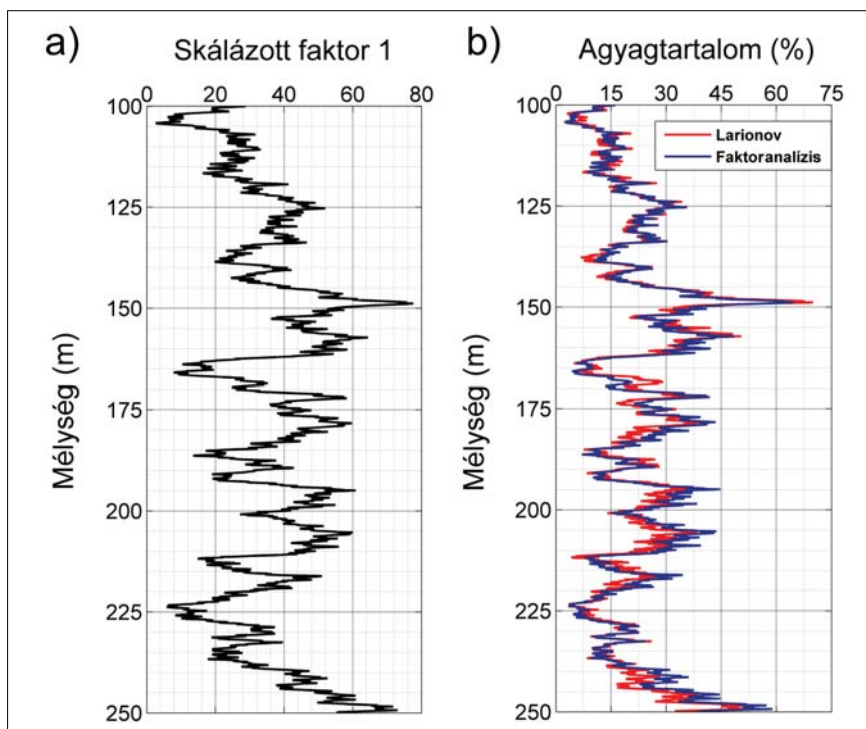 a)
Skálázott faktor 1
0 20 40 60 80
100
125
150
175
200
225
250
Mélység (m)
b)
Agyagtartalom (%)
0 15 30 45 60 75
Larionov
Faktoranalízis
100
125
150
175
200
225
250
Mélység (m)